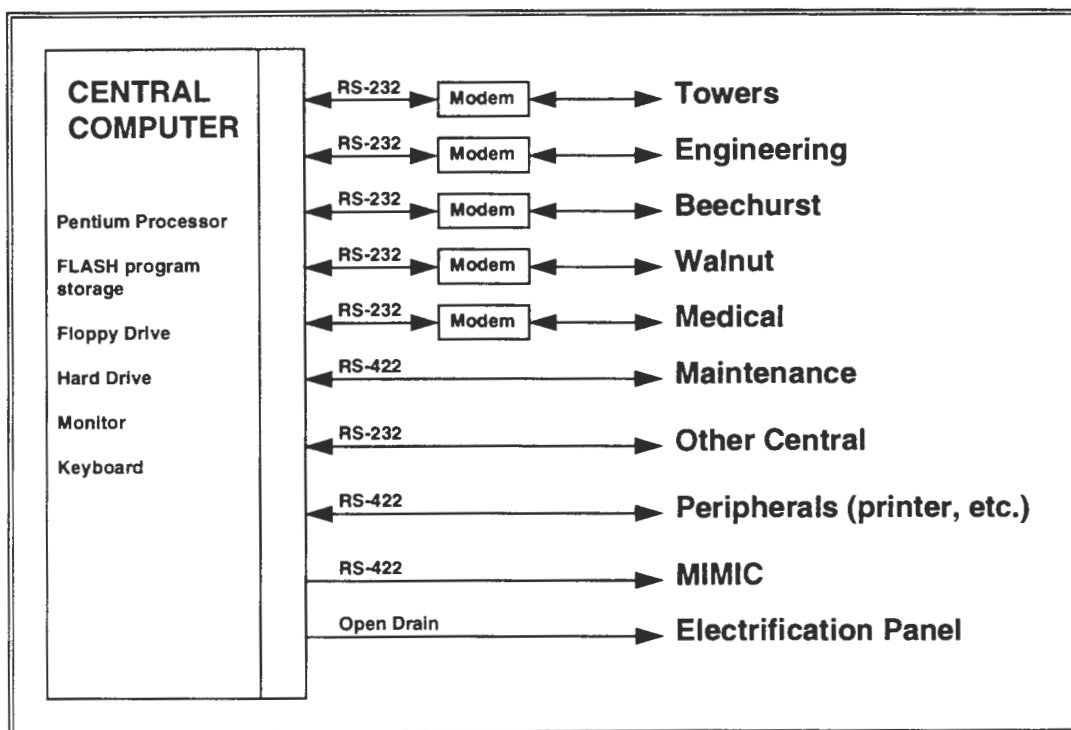 CENTRAL
COMPUTER
Pentium Processor
FLASH program
storage
Floppy Drive
Hard Drive
Monitor
Keyboard
RS-232 Modem Towers
RS-232 Modem Engineering
RS-232 Modem Beechurst
RS-232 Modem Walnut
RS-232 Modem Medical
RS-422 Maintenance
RS-232 Other Central
RS-422 Peripherals (printer, etc.)
RS-422 MIMIC
Open Drain Electrification Panel